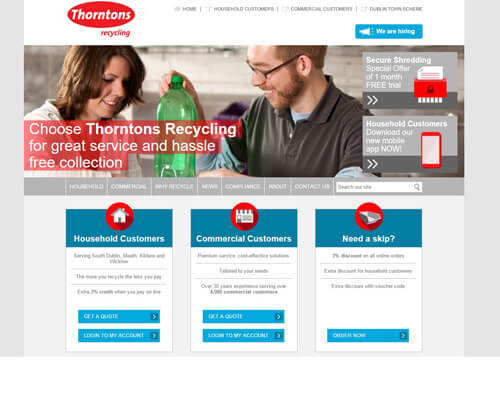 Thorntons
recycling
HOME | HOUSEHOLD CUSTOMERS | COMMERCIAL CUSTOMERS | DUBLIN TOWN SCHEME
We are hiring
Secure Shredding
Special Offer
of 1 month
FREE trial
Choose Thorntons Recycling
for great service and hassle
free collection
Household Customers
Download our
new mobile
app NOW!
HOUSEHOLD COMMERCIAL WHY RECYCLE NEWS COMPLIANCE ABOUT CONTACT US Search our site
Household Customers
Serving South Dublin, Meath, Kildare and
Wicklow
The more you recycle the less you pay
Extra 3% credit when you pay on line
GET A QUOTE
LOGIN TO MY ACCOUNT
Commercial Customers
Premium service, cost-effective solutions
Tailored to your needs
Over 30 years experience serving over
commercial customers
GET A QUOTE
LOGIN TO MY ACCOUNT
Need a skip?
discount on all online orders
Extra discount for household customers
Extra discount with voucher code
ORDER NOW